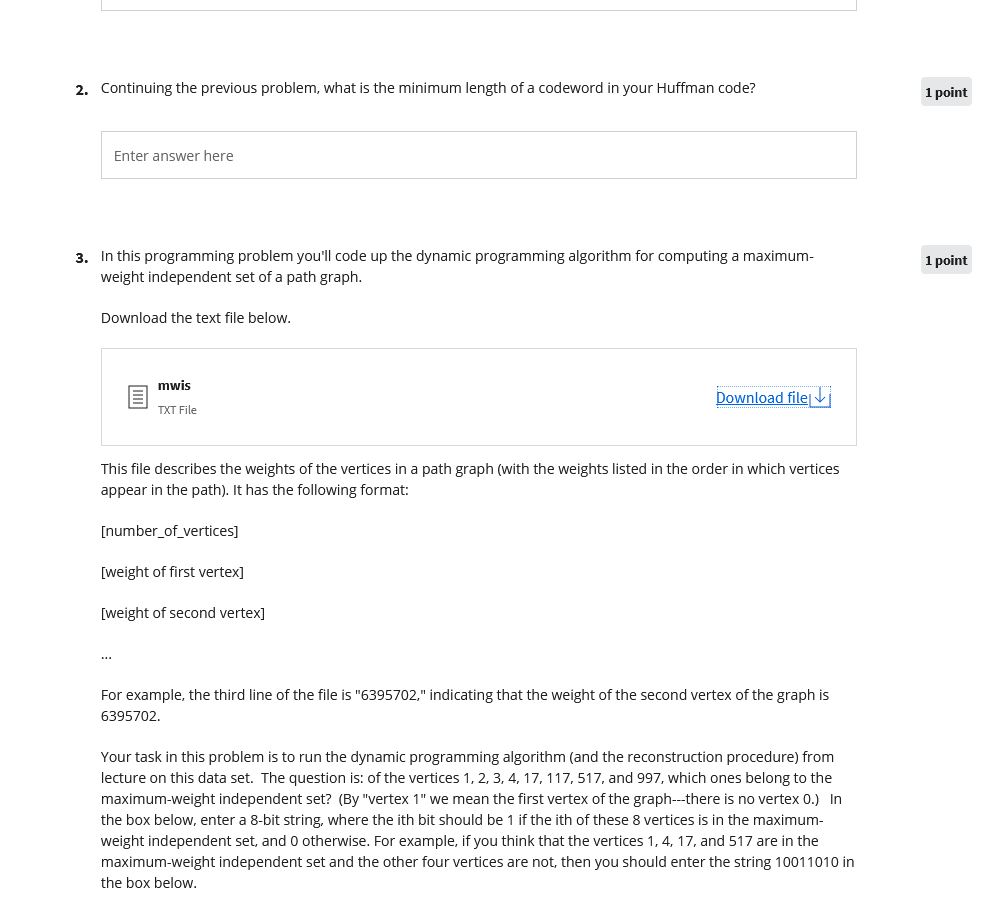 2. Continuing the previous problem, what is the minimum length of a codeword in your Huffman code?
1 point
Enter answer here
3. In this programming problem you'll code up the dynamic programming algorithm for computing a maximum-
1 point
weight independent set of a path graph.
Download the text file below.
mwis
TXT File
Download file
This file describes the weights of the vertices in a path graph (with the weights listed in the order in which vertices
appear in the path). It has the following format:
[number_of_vertices]
[weight of first vertex]
[weight of second vertex]
...
For example, the third line of the file is "6395702," indicating that the weight of the second vertex of the graph is
6395702.
Your task in this problem is to run the dynamic programming algorithm (and the reconstruction procedure) from
lecture on this data set.  The question is: of the vertices 1, 2, 3, 4, 17, 117, 517, and 997, which ones belong to the
maximum-weight independent set?  (By "vertex 1" we mean the first vertex of the graph---there is no vertex 0.)   In
the box below, enter a 8-bit string, where the ith bit should be 1 if the ith of these 8 vertices is in the maximum-
weight independent set, and 0 otherwise. For example, if you think that the vertices 1, 4, 17, and 517 are in the
maximum-weight independent set and the other four vertices are not, then you should enter the string 10011010 in
the box below.